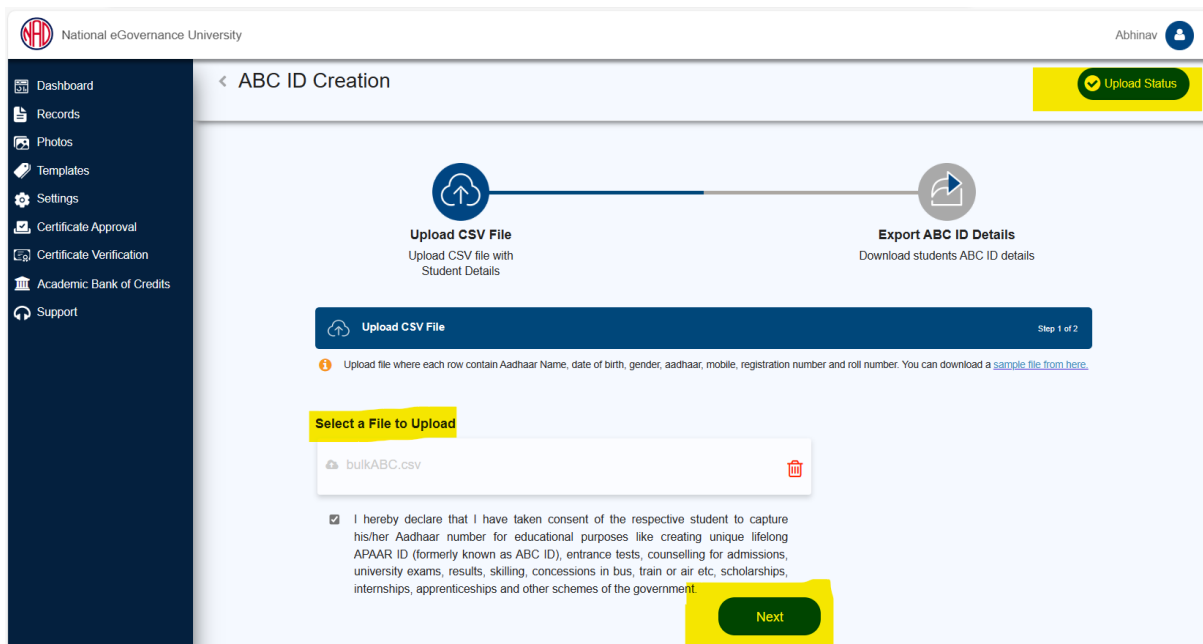 NAD
National eGovernance University
Abhinav
Dashboard
Records
Photos
Templates
Settings
Certificate Approval
Certificate Verification
Academic Bank of Credits
Support
< ABC ID Creation
Upload Status
Upload CSV File
Upload CSV file with
Student Details
Export ABC ID Details
Download students ABC ID details
Upload CSV File
Step 1 of 2
Upload file where each row contain Aadhaar Name, date of birth, gender, aadhaar, mobile, registration number and roll number. You can download a sample file from here.
Select a File to Upload
bulkABC.csv
I hereby declare that I have taken consent of the respective student to capture
his/her Aadhaar number for educational purposes like creating unique lifelong
APAAR ID (formerly known as ABC ID), entrance tests, counselling for admissions,
university exams, results, skilling, concessions in bus, train or air etc, scholarships,
internships, apprenticeships and other schemes of the government.
Next